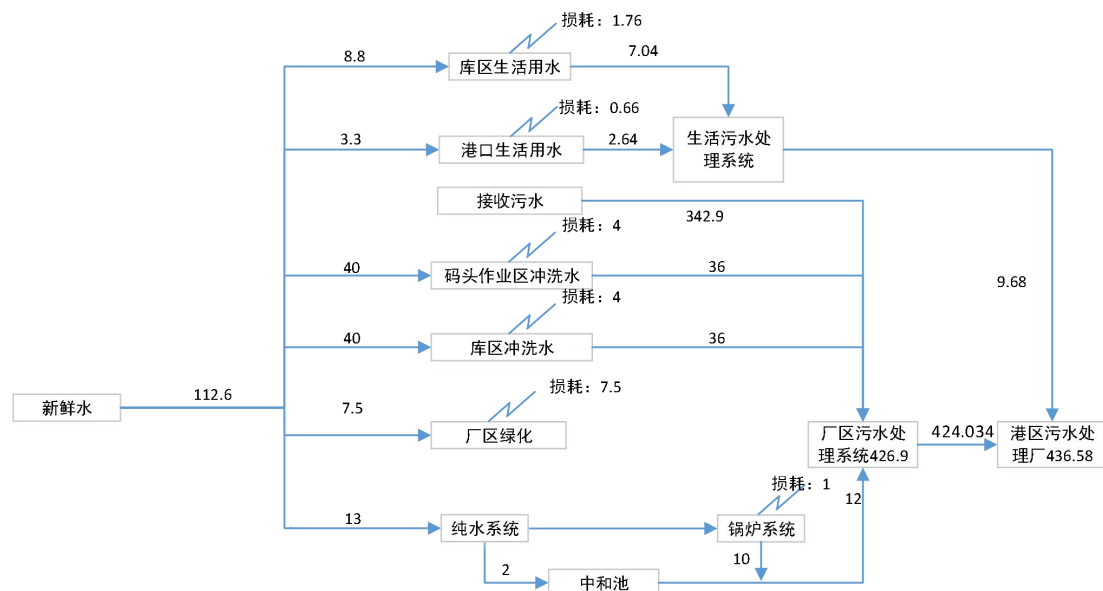 损耗：1.76
8.8
库区生活用水
7.04
损耗：0.66
3.3
港口生活用水
2.64
生活污水处
理系统
接收污水
342.9
损耗：4
40
码头作业区冲洗水
36
9.68
损耗：4
40
库区冲洗水
36
新鲜水
112.6
损耗：7.5
7.5
厂区绿化
厂区污水处
理系统426.9
424.034
港区污水处
理厂436.58
损耗：1
12
13
纯水系统
锅炉系统
10
2
中和池